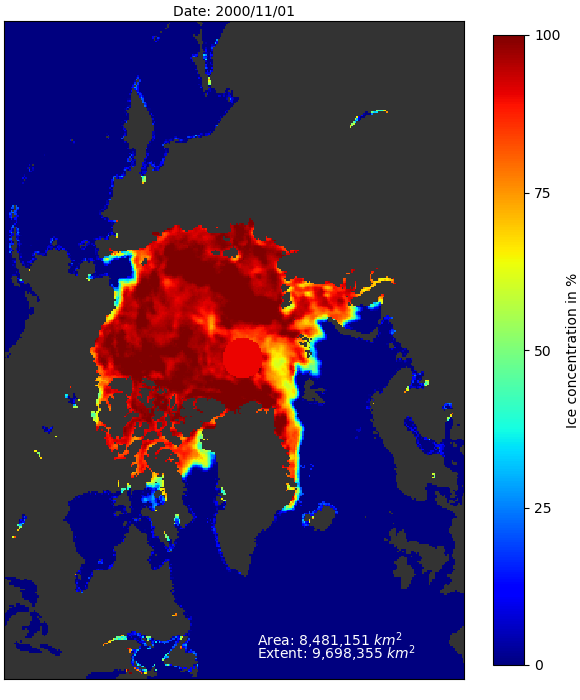 Date: 2000/11/01
100
75
50
25
0
Ice concentration in %
Area: 8,481,151 km²
Extent: 9,698,355 km²